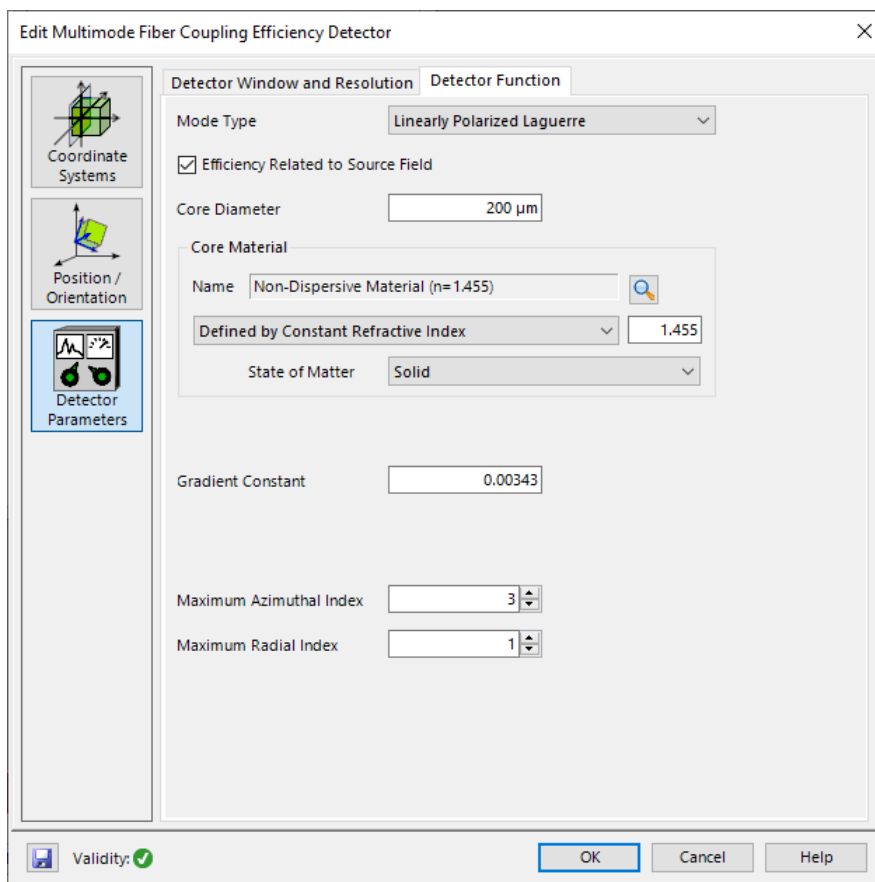 Edit Multimode Fiber Coupling Efficiency Detector
Coordinate
Systems
Position /
Orientation
Detector
Parameters
Detector Window and Resolution
Detector Function
Mode Type
Linearly Polarized Laguerre
Efficiency Related to Source Field
Core Diameter
200 µm
Core Material
Name
Non-Dispersive Material (n=1.455)
Defined by Constant Refractive Index
1.455
State of Matter
Solid
Gradient Constant
0.00343
Maximum Azimuthal Index
3
Maximum Radial Index
1
Validity:
OK
Cancel
Help